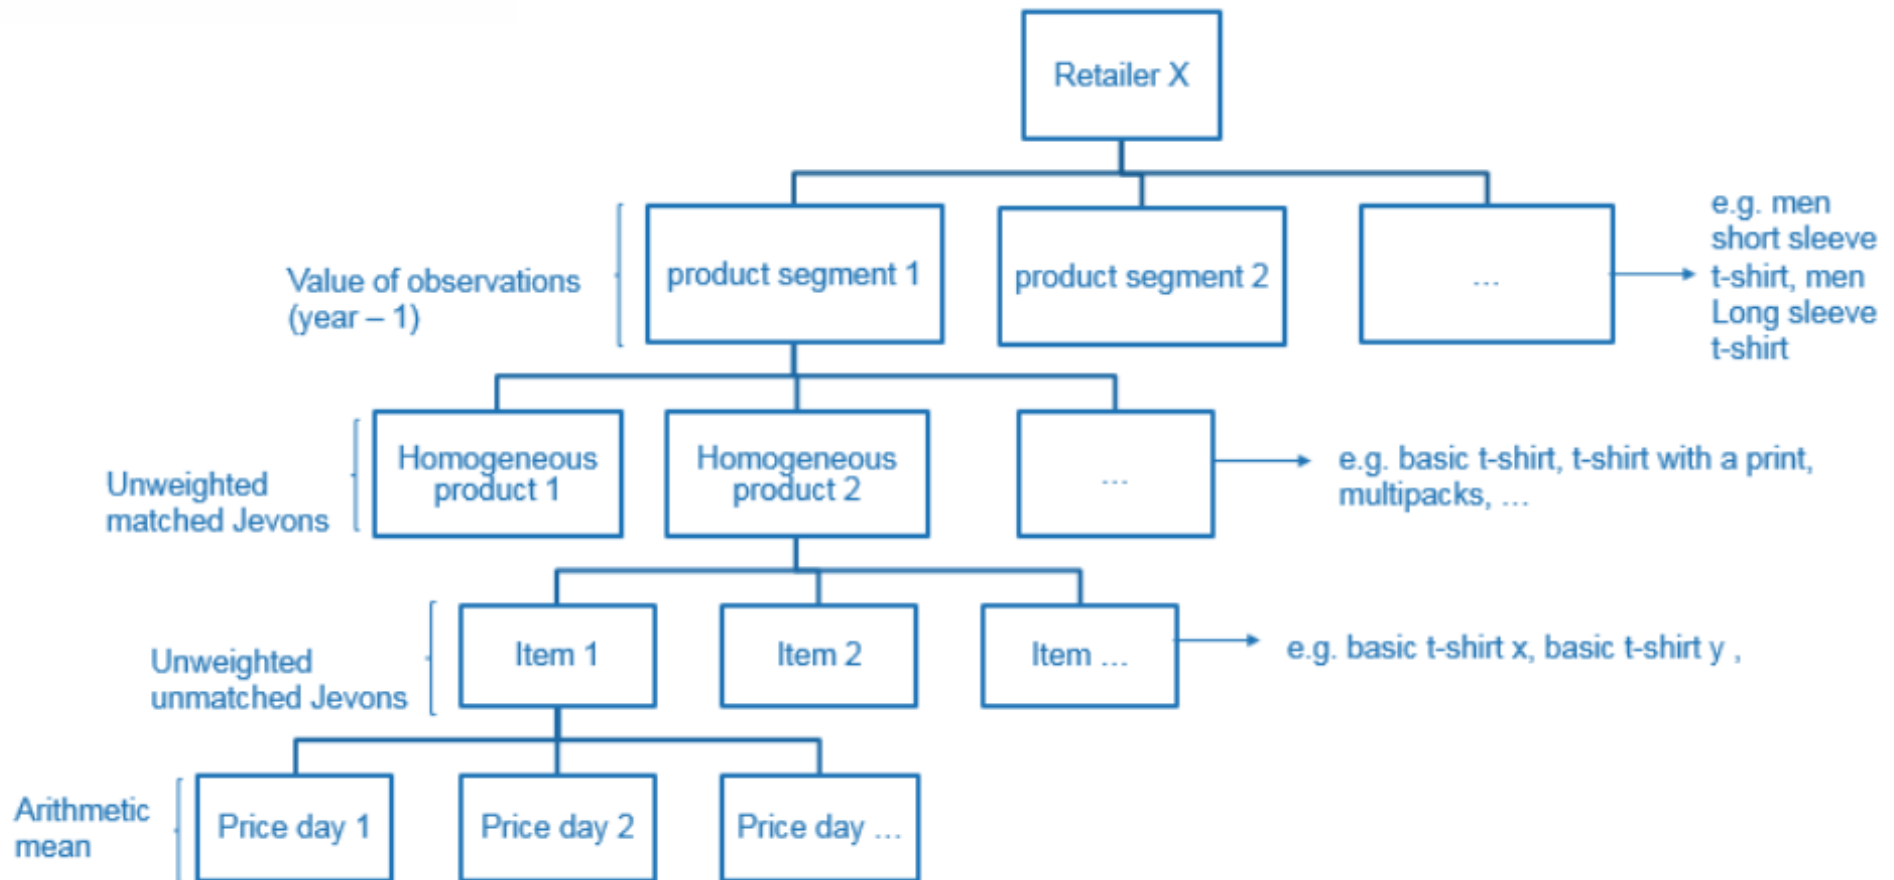 Retailer X
Value of observations
(year – 1)
product segment 1
product segment 2
...
e.g. men
short sleeve
t-shirt, men
Long sleeve
t-shirt
Unweighted
matched Jevons
Homogeneous
product 1
Homogeneous
product 2
...
e.g. basic t-shirt, t-shirt with a print,
multipacks, ...
Unweighted
unmatched Jevons
Item 1
Item 2
Item ...
e.g. basic t-shirt x, basic t-shirt y ,
Arithmetic
mean
Price day 1
Price day 2
Price day ...